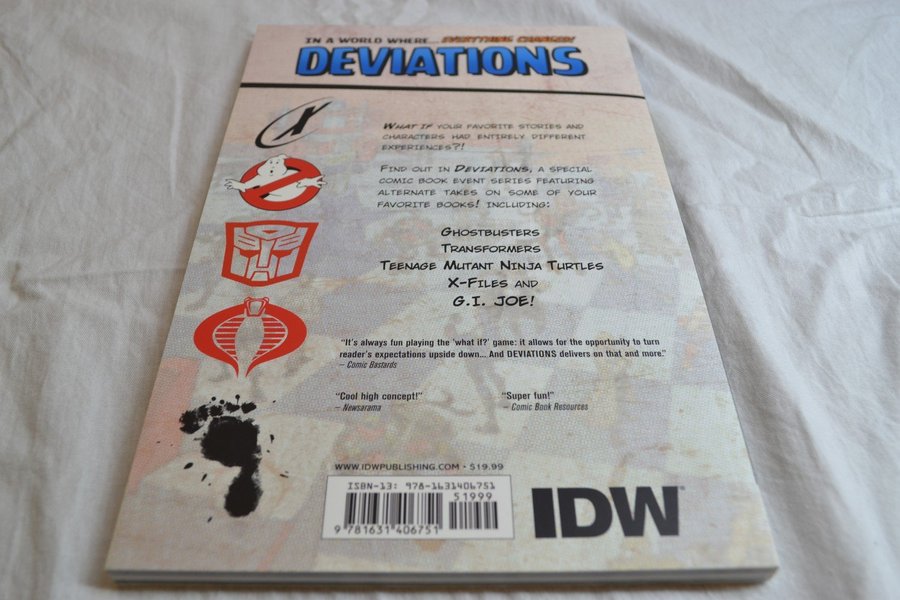 IN A WORLD WHERE... EVERYTHING CHANGED!
DEVIATIONS
X
WHAT IF YOUR FAVORITE STORIES AND
CHARACTERS HAD ENTIRELY DIFFERENT
EXPERIENCES?!
FIND OUT IN DEVIATIONS, A SPECIAL
COMIC BOOK EVENT SERIES FEATURING
ALTERNATE TAKES ON SOME OF YOUR
FAVORITE BOOKS! INCLUDING:
GHOSTBUSTERS
TRANSFORMERS
TEENAGE MUTANT NINJA TURTLES
X-FILES AND
G.I. JOE!
"It's always fun playing the 'what if?' game: it allows for the opportunity to turn
reader's expectations upside down... And DEVIATIONS delivers on that and more."
– Comic Bastards
"Cool high concept!"
– Newsarama
"Super fun!"
– Comic Book Resources
WWW.IDWPUBLISHING.COM • $19.99
ISBN-13: 978-1631406751
51999
9 781631 406751
IDW